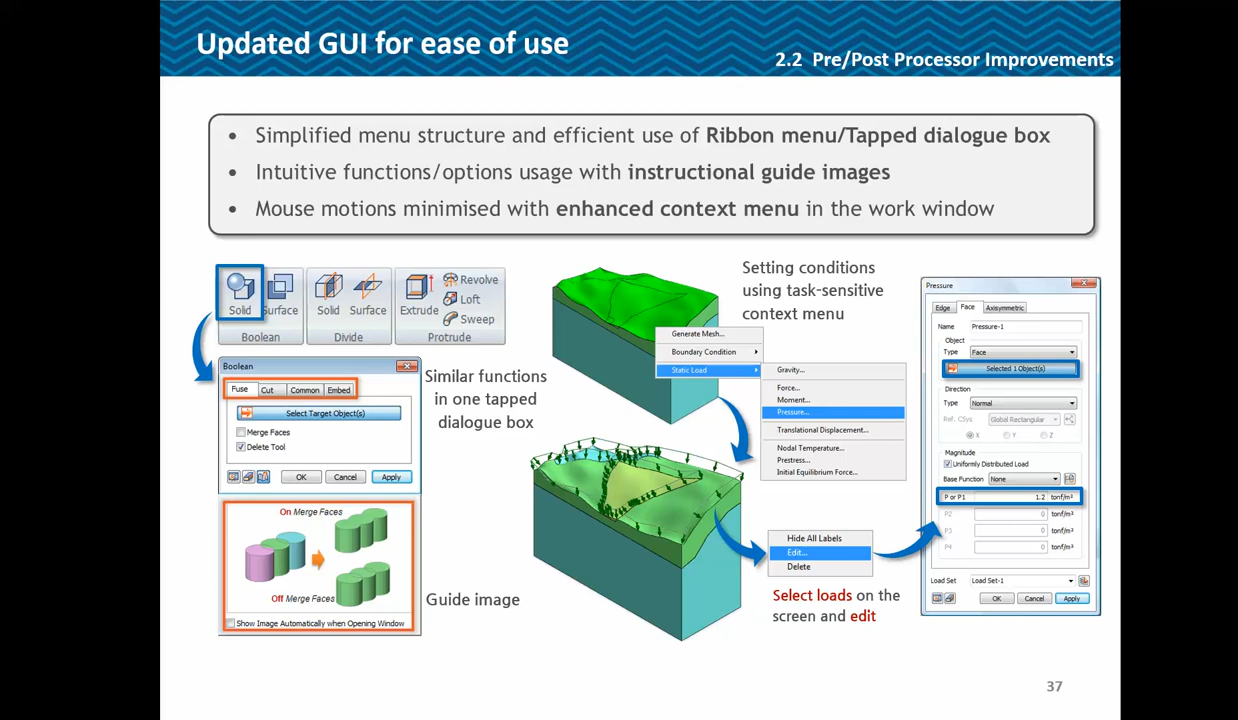 Updated GUI for ease of use
2.2 Pre/Post Processor Improvements
• Simplified menu structure and efficient use of Ribbon menu/Tapped dialogue box
• Intuitive functions/options usage with instructional guide images
• Mouse motions minimised with enhanced context menu in the work window
Solid
Surface
Boolean
Solid
Surface
Divide
Extrude
Revolve
Loft
Sweep
Protrude
Boolean
Fuse
Cut
Common
Embed
Select Target Object(s)
Merge Faces
Delete Tool
OK
Cancel
Apply
On Merge Faces
Off Merge Faces
Show Image Automatically when Opening Window
Similar functions
in one tapped
dialogue box
Guide image
Setting conditions
using task-sensitive
context menu
Generate Mesh...
Boundary Condition
Static Load
Gravity...
Force...
Moment...
Pressure...
Translational Displacement...
Nodal Temperature...
Prestress...
Initial Equilibrium Force...
Hide All Labels
Edit...
Delete
Select loads on the
screen and edit
Pressure
Edge
Face
Axisymmetric
Name
Pressure-1
Object
Type
Face
Selected 1 Object(s)
Direction
Type
Normal
Ref. CSys
Global Rectangular
X
Y
Z
Magnitude
Uniformly Distributed Load
Base Function
None
P or P1
1.2
tonf/m²
P2
0
tonf/m²
P3
0
tonf/m²
P4
0
tonf/m²
Load Set
Load Set-1
OK
Cancel
Apply
37